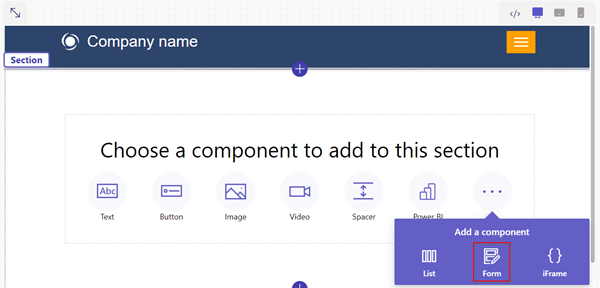 </>
Company name
Section
Choose a component to add to this section
Abc
Text Button Image Video Spacer Power BI
Add a component
List Form iFrame